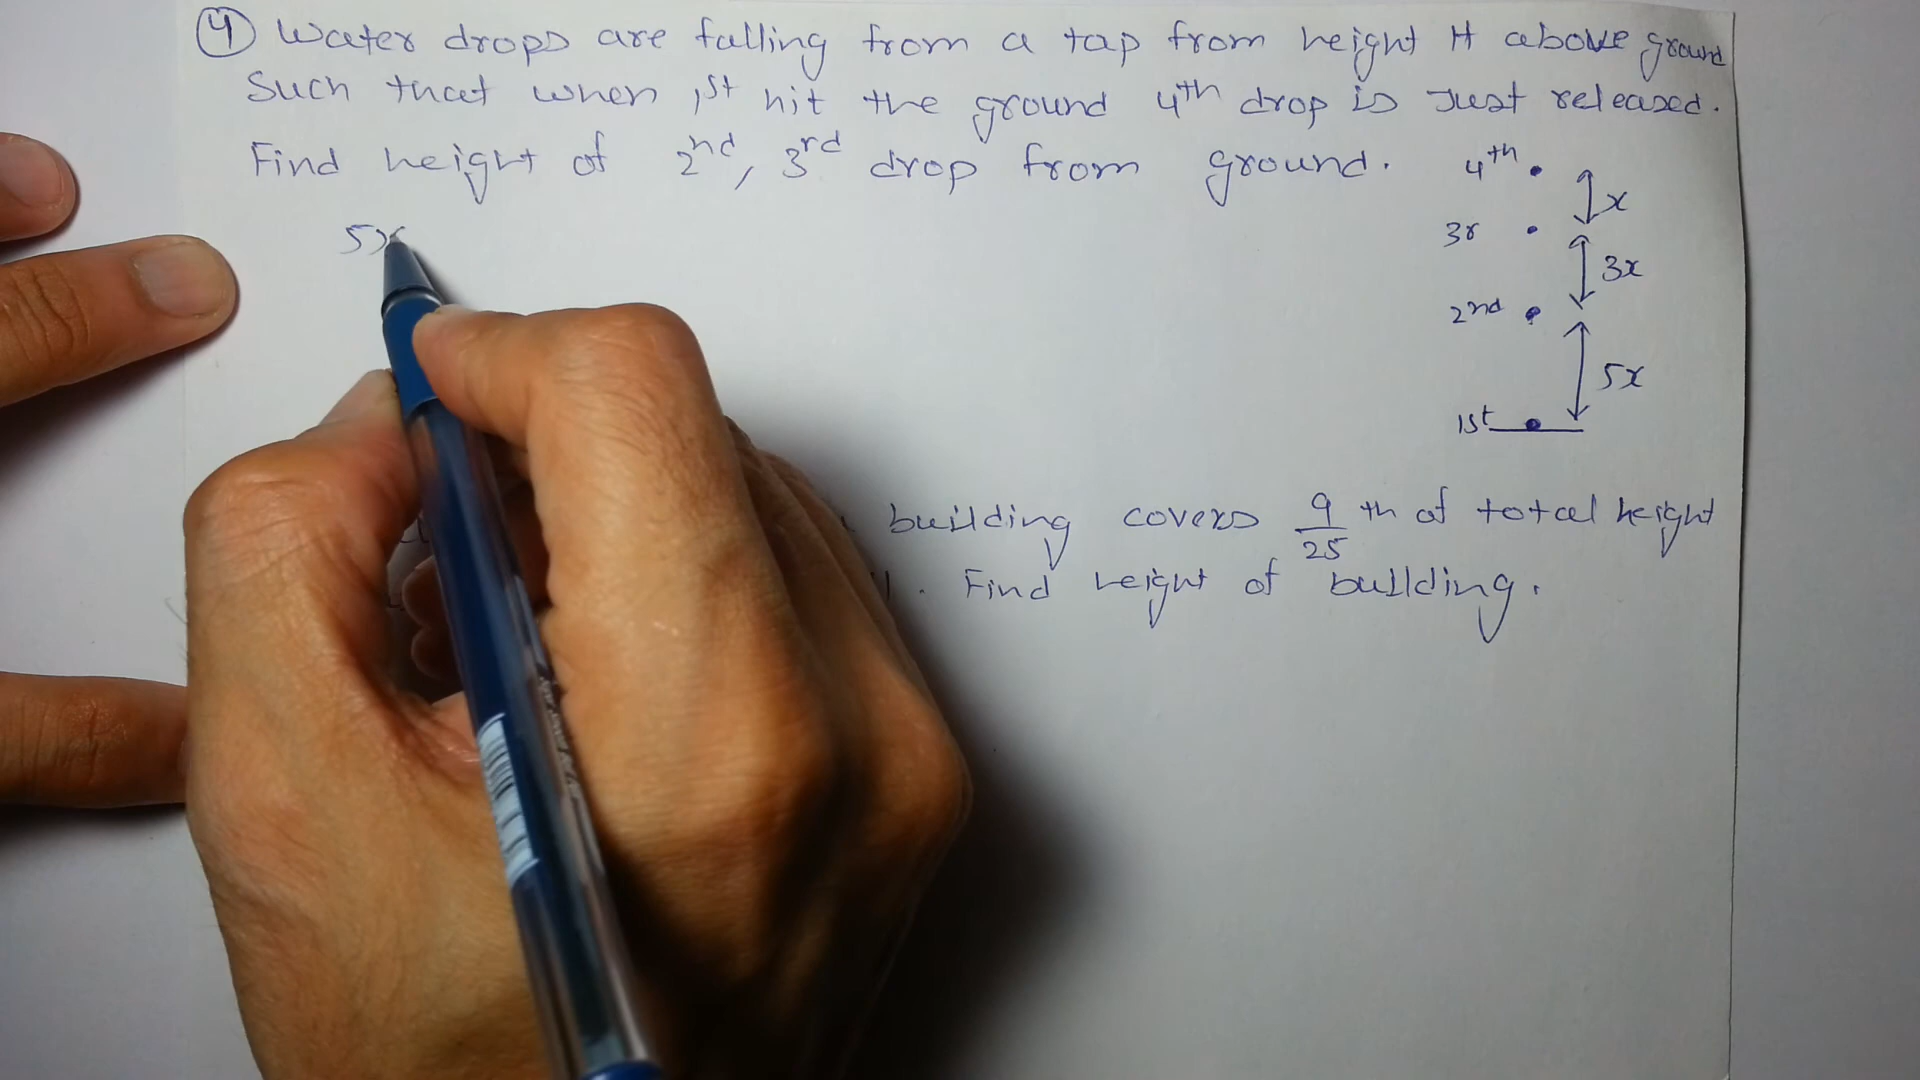 ④ Water drops are falling from a tap from height H above ground
Such that when 1st hit the ground 4th drop is Just released.
Find height of 2nd, 3rd drop from ground.
4th
x
3r
3x
2nd
5x
1st
5x
building covers 9/25 th of total height
. Find height of building.